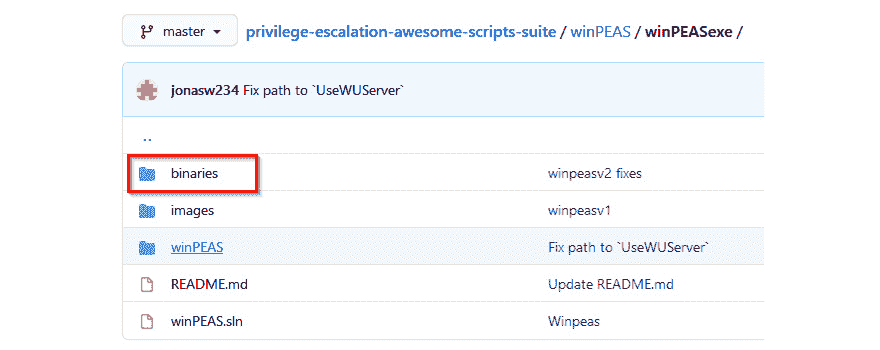 master privilege-escalation-awesome-scripts-suite / winPEAS / winPEASexe /
jonasw234 Fix path to `UseWUServer`
..
binaries winpeasv2 fixes
images winpeasv1
winPEAS Fix path to `UseWUServer`
README.md Update README.md
winPEAS.sln Winpeas